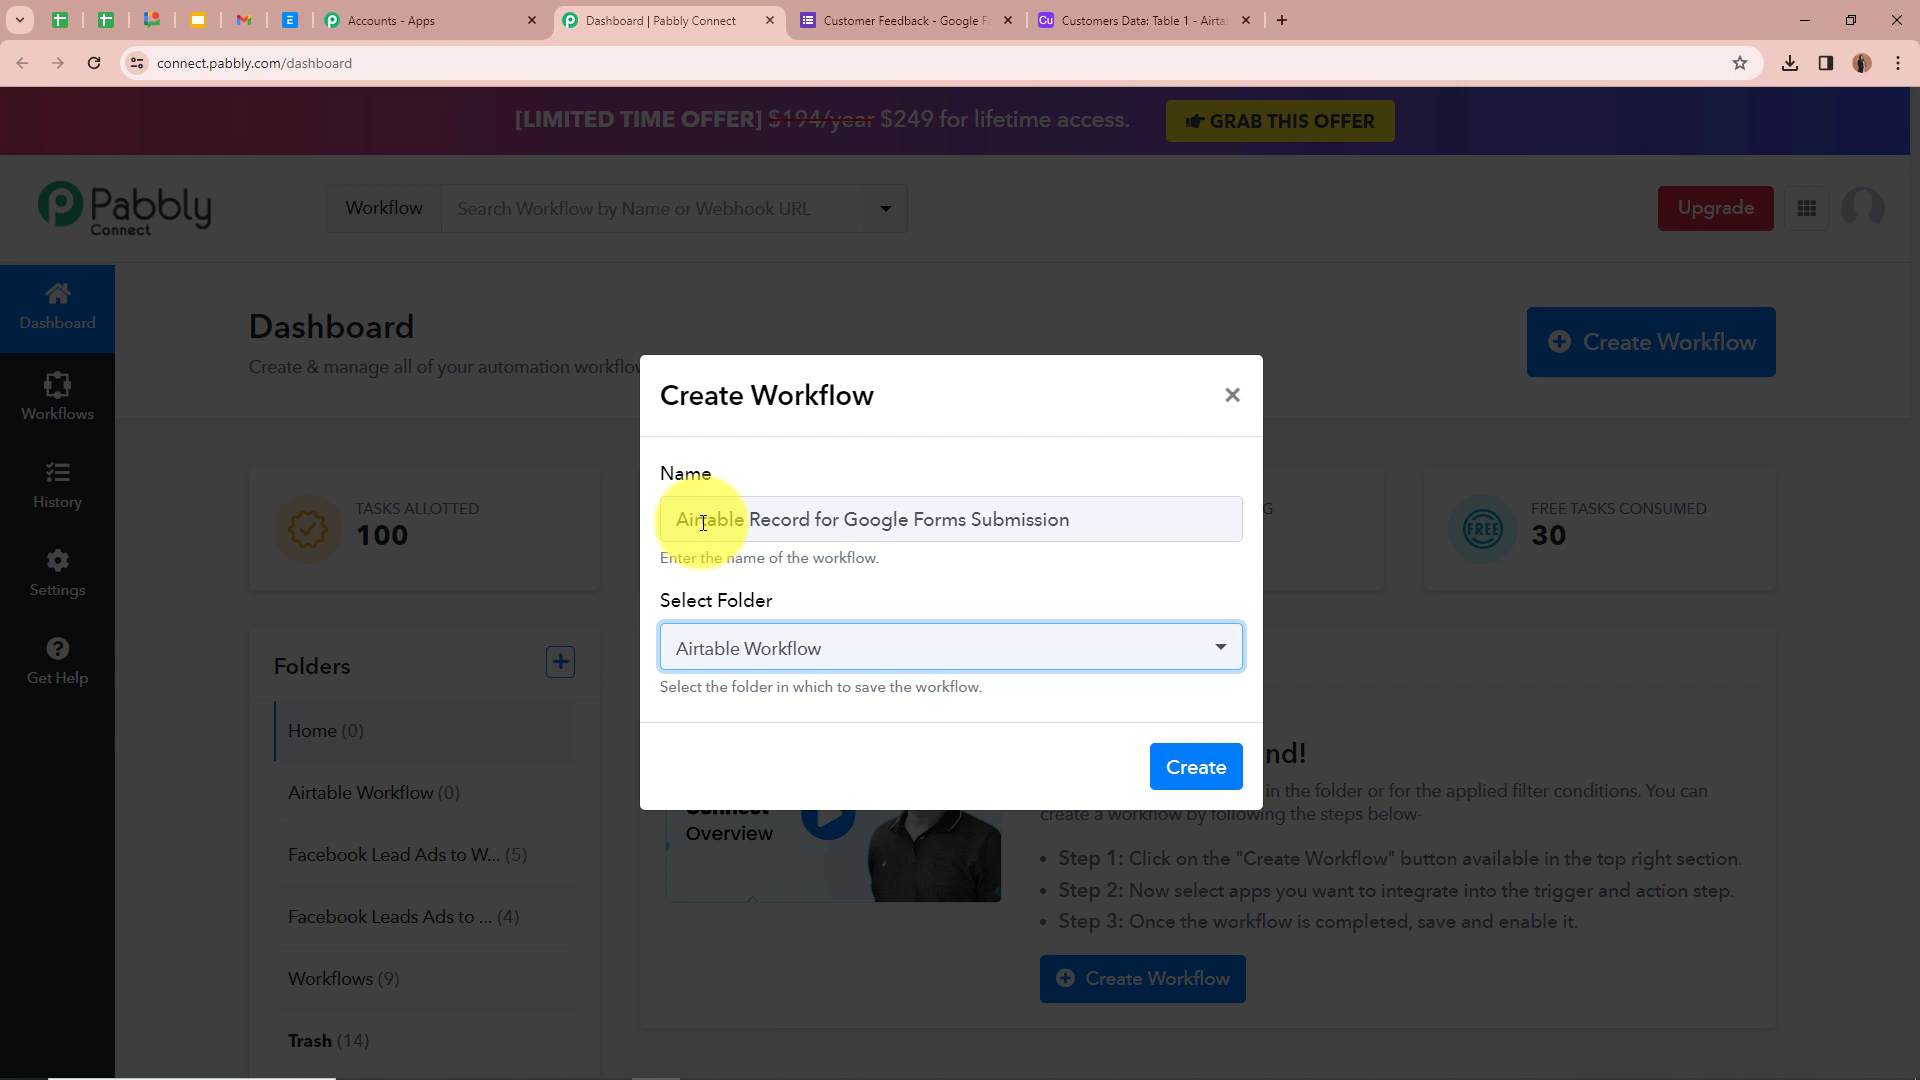 Accounts - Apps
Dashboard | Pabbly Connect
Customer Feedback - Google F
Customers Data: Table 1 - Airta
connect.pabbly.com/dashboard
[LIMITED TIME OFFER] $194/year $249 for lifetime access.
GRAB THIS OFFER
Pabbly
Connect
Workflow
Search Workflow by Name or Webhook URL
Upgrade
Dashboard
Workflows
History
Settings
Get Help
Dashboard
Create & manage all of your automation workflow
Create Workflow
TASKS ALLOTTED
100
G
FREE TASKS CONSUMED
30
FREE
Create Workflow
Name
Airtable Record for Google Forms Submission
Enter the name of the workflow.
Select Folder
Airtable Workflow
Select the folder in which to save the workflow.
Create
Folders
Home (0)
Airtable Workflow (0)
Facebook Lead Ads to W... (5)
Facebook Leads Ads to ... (4)
Workflows (9)
Trash (14)
Connect
Overview
nd!
in the folder or for the applied filter conditions. You can
create a workflow by following the steps below-
• Step 1: Click on the "Create Workflow" button available in the top right section.
• Step 2: Now select apps you want to integrate into the trigger and action step.
• Step 3: Once the workflow is completed, save and enable it.
Create Workflow